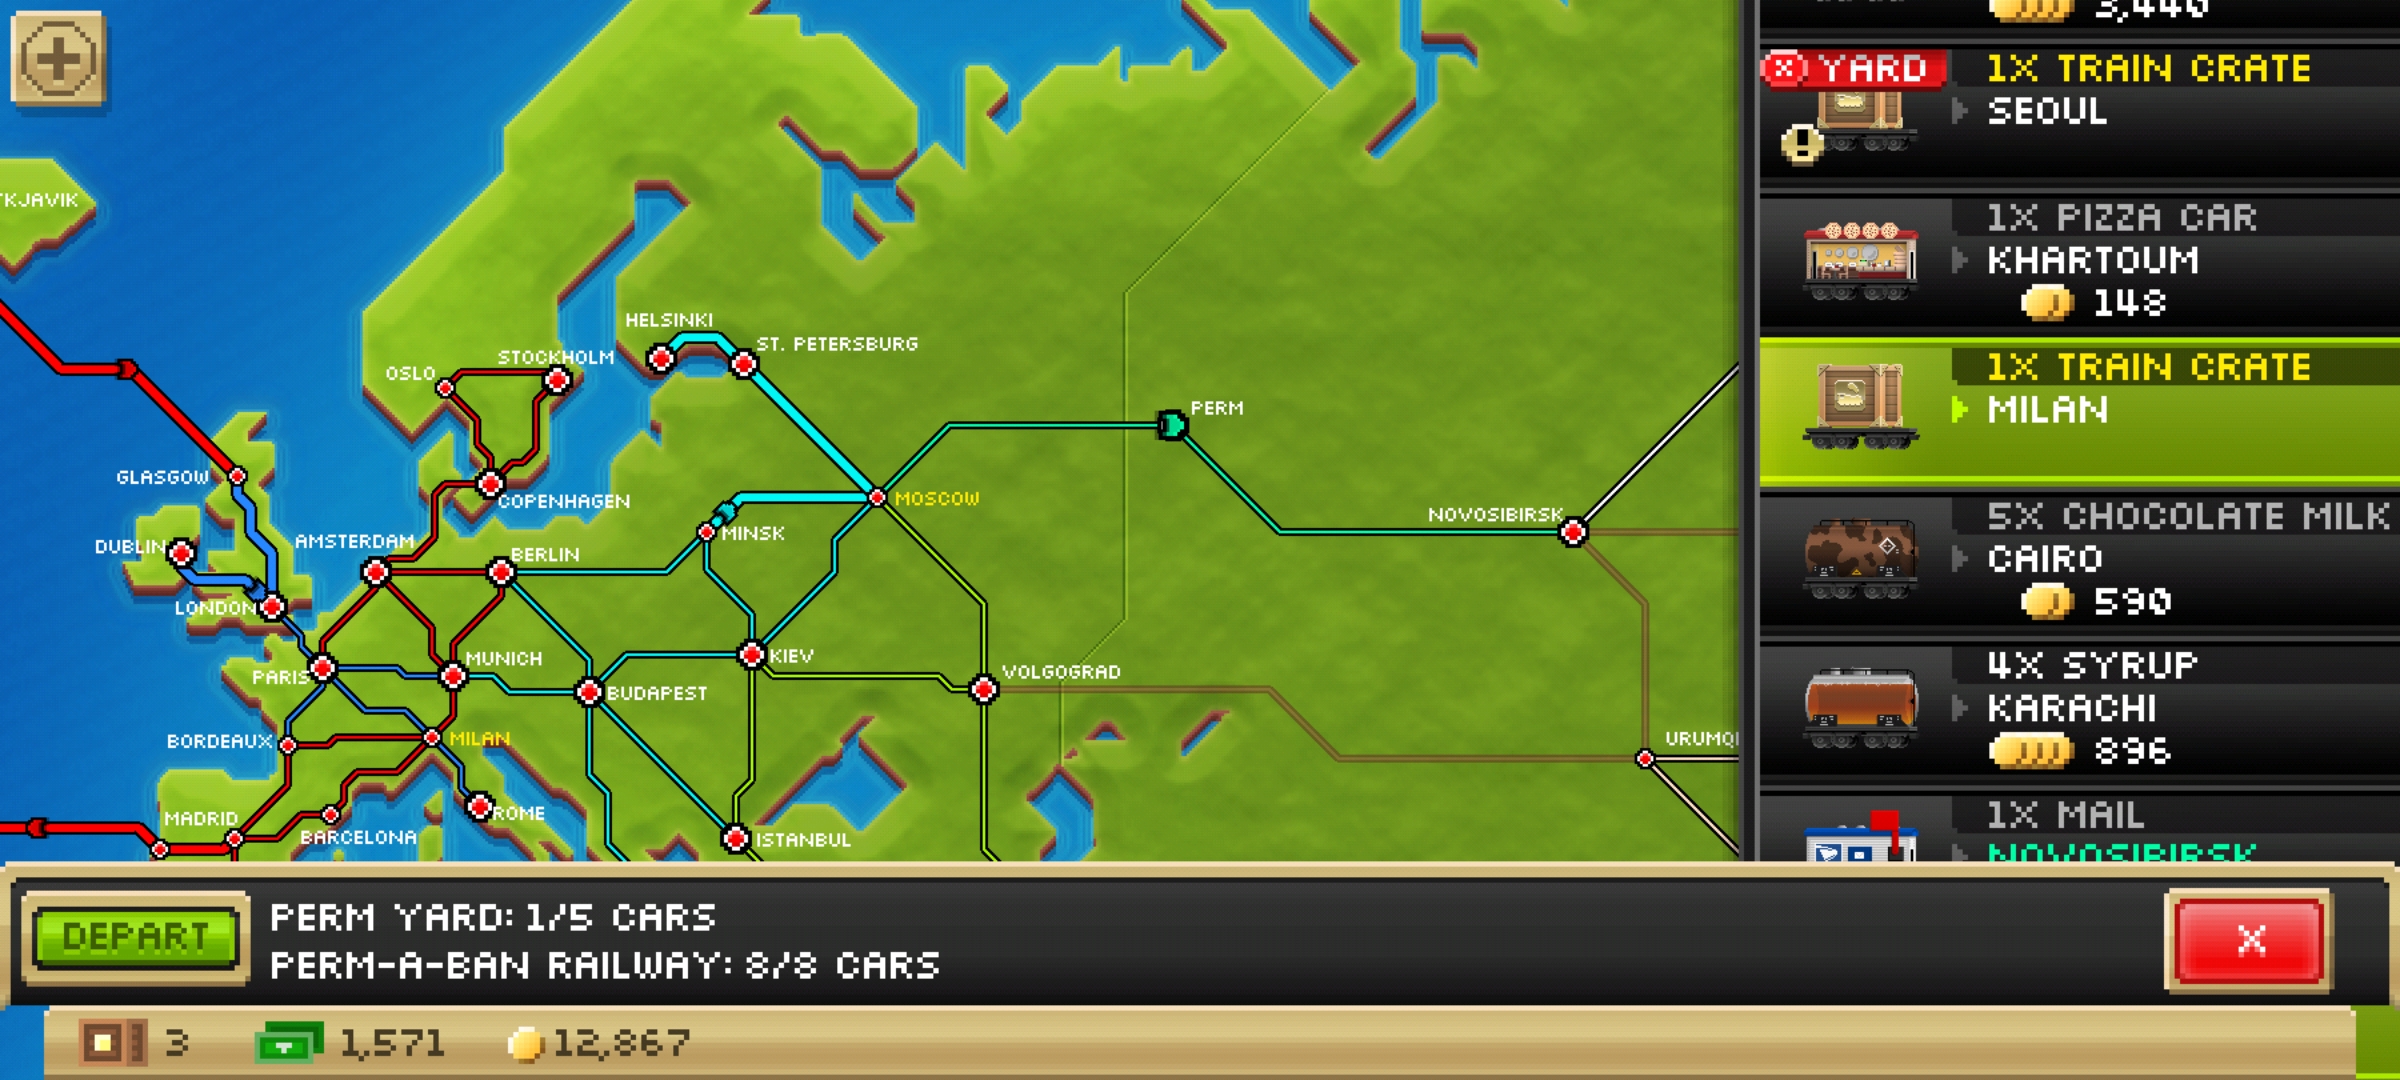 3,440
YARD
1X TRAIN CRATE
SEOUL
1X PIZZA CAR
KHARTOUM
148
1X TRAIN CRATE
MILAN
5X CHOCOLATE MILK
CAIRO
590
4X SYRUP
KARACHI
896
1X MAIL
NOVOSIBIRSK
KJAVIK
HELSINKI
ST. PETERSBURG
STOCKHOLM
OSLO
PERM
GLASGOW
COPENHAGEN
MOSCOW
NOVOSIBIRSK
MINSK
DUBLIN
AMSTERDAM
BERLIN
LONDON
KIEV
MUNICH
PARIS
VOLGOGRAD
BUDAPEST
BORDEAUX
MILAN
URUMQI
MADRID
ROME
BARCELONA
ISTANBUL
DEPART
PERM YARD: 1/5 CARS
PERM-A-BAN RAILWAY: 8/8 CARS
X
3
1,571
12,867